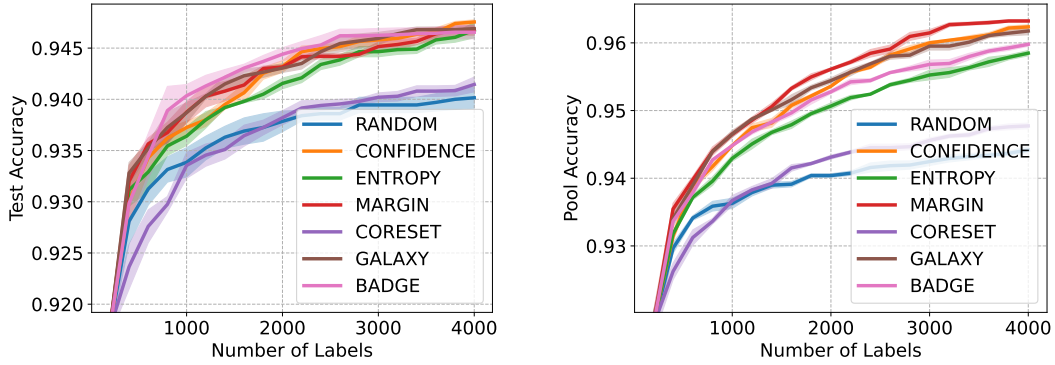 0.945
0.940
0.935
0.930
0.925
0.920
Test Accuracy
1000
2000
3000
4000
Number of Labels
RANDOM
CONFIDENCE
ENTROPY
MARGIN
CORESET
GALAXY
BADGE
0.96
0.95
0.94
0.93
Pool Accuracy
1000
2000
3000
4000
Number of Labels
RANDOM
CONFIDENCE
ENTROPY
MARGIN
CORESET
GALAXY
BADGE